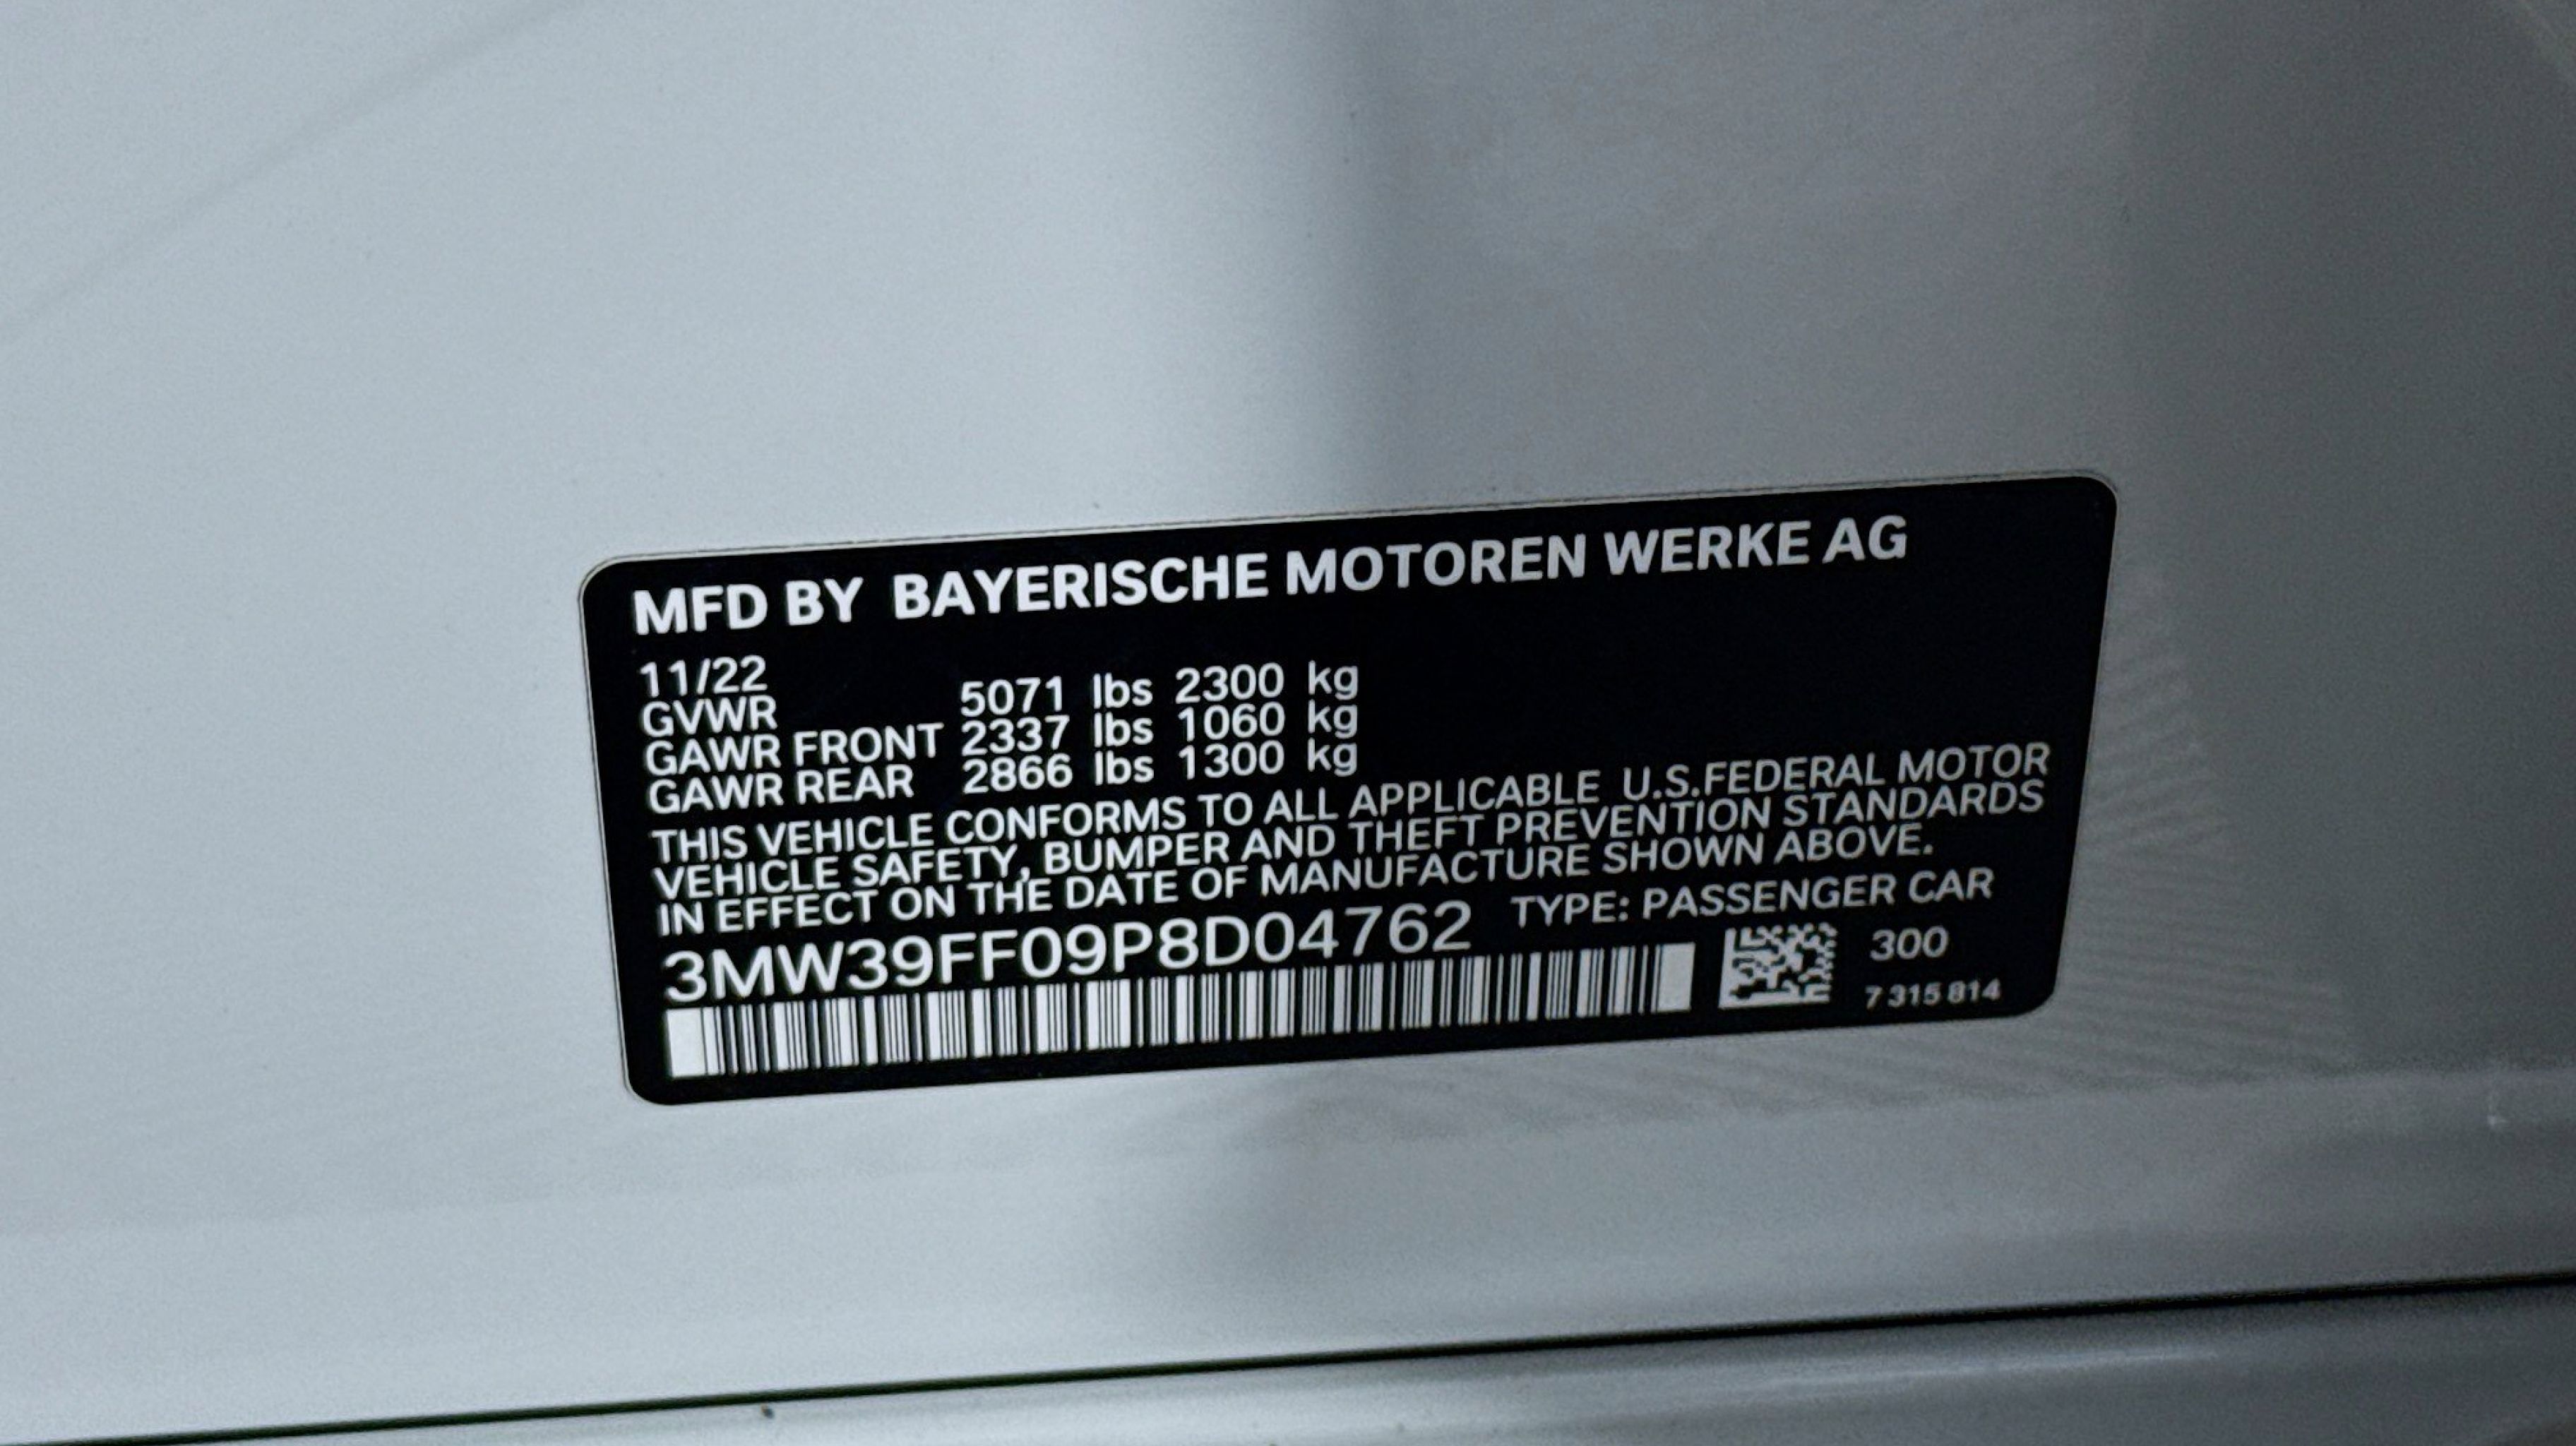 MFD BY BAYERISCHE MOTOREN WERKE AG
11/22
GVWR 5071 lbs 2300 kg
GAWR FRONT 2337 lbs 1060 kg
GAWR REAR 2866 lbs 1300 kg
THIS VEHICLE CONFORMS TO ALL APPLICABLE U.S.FEDERAL MOTOR
VEHICLE SAFETY, BUMPER AND THEFT PREVENTION STANDARDS
IN EFFECT ON THE DATE OF MANUFACTURE SHOWN ABOVE.
3MW39FF09P8D04762 TYPE: PASSENGER CAR
300
7 315 814